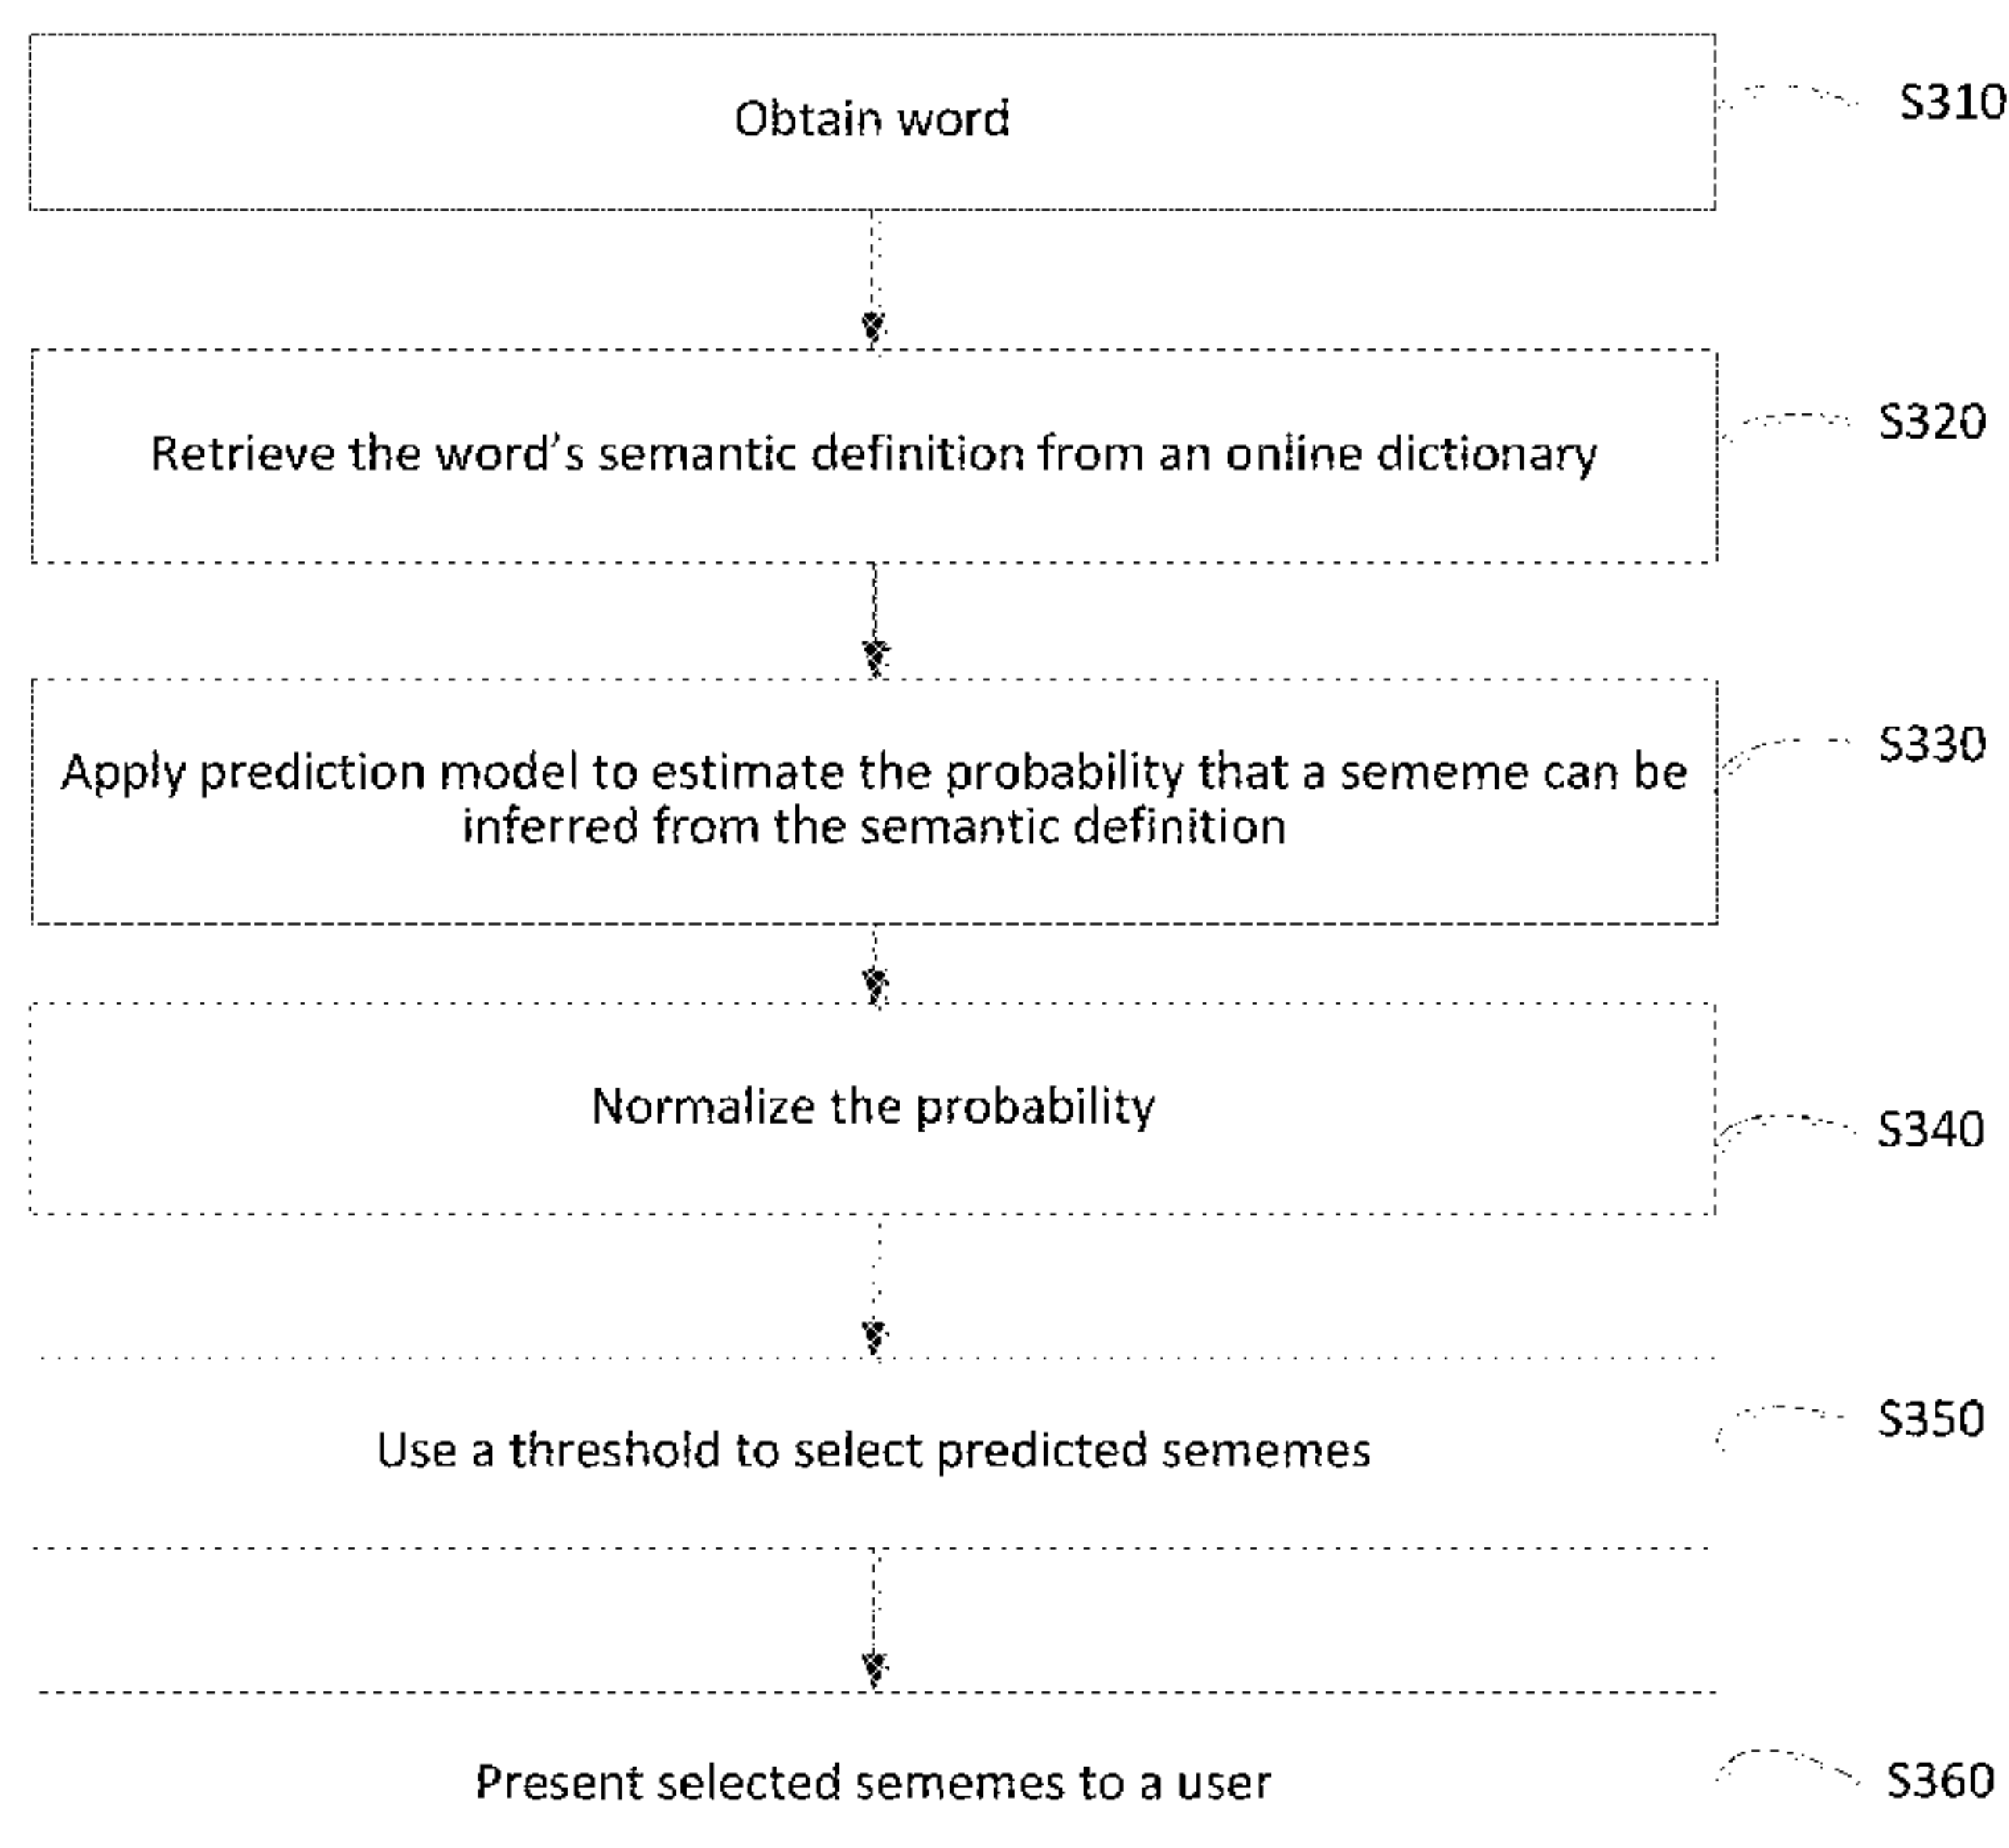 Obtain word
S310
Retrieve the word's semantic definition from an online dictionary
S320
Apply prediction model to estimate the probability that a sememe can be
inferred from the semantic definition
S330
Normalize the probability
S340
Use a threshold to select predicted sememes
S350
Present selected sememes to a user
S360